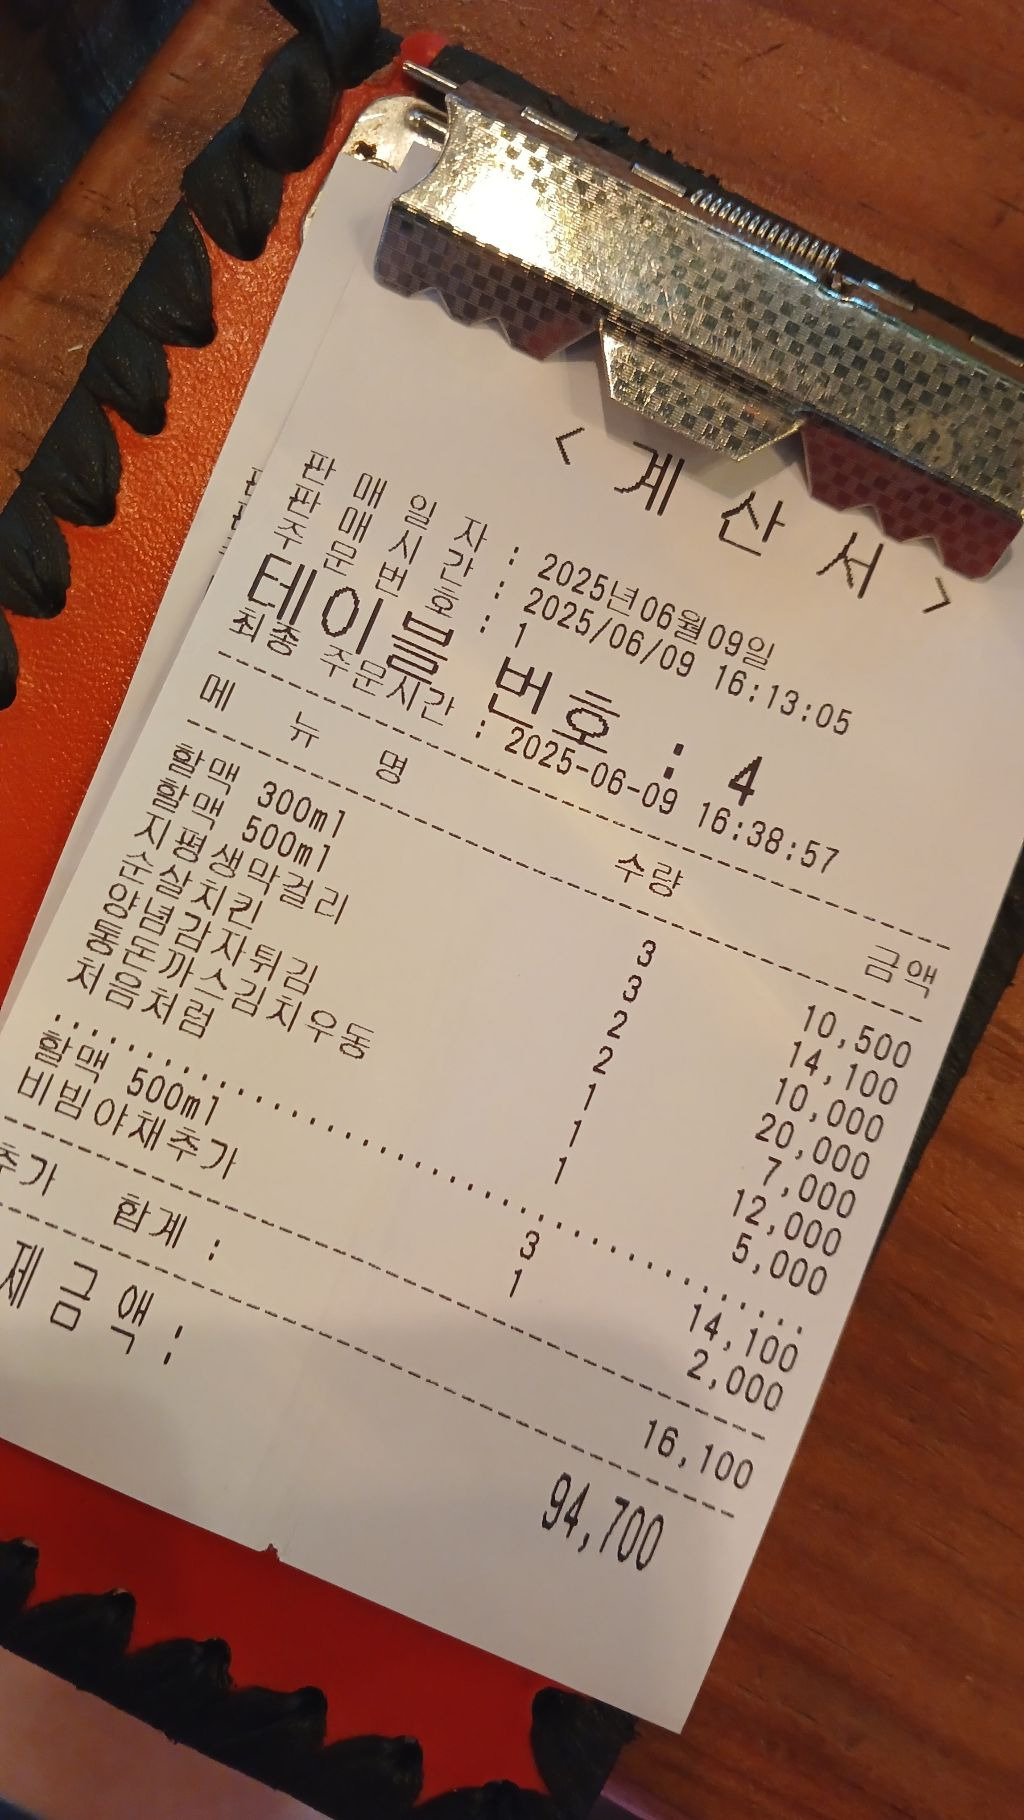 < 계 산 서 >
판 매 일 자 : 2025년06월09일
판 매 시 간 : 2025/06/09 16:13:05
주 문 번 호 : 1
테이블 번호 : 4
최종 주문시간 : 2025-06-09 16:38:57
메 뉴 명 수량 금액
할맥 300ml 3 10,500
할맥 500ml 3 14,100
지평생막걸리 2 10,000
순살치킨 2 20,000
양념감자튀김 1 7,000
통돈까스김치우동 1 12,000
처음처럼 1 5,000
할맥 500ml 3 14,100
비빔야채추가 1 2,000
추가 합계 : 16,100
제금액 : 94,700